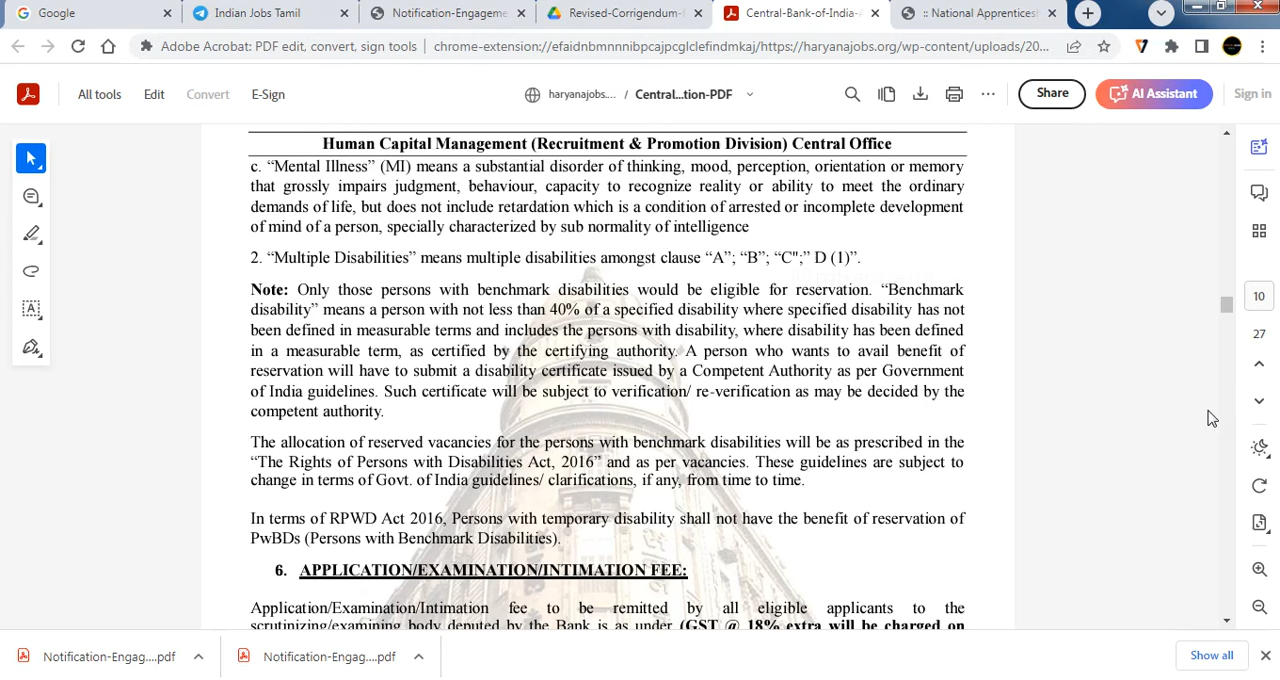 Google
Indian Jobs Tamil
Notification-Engageme
Revised-Corrigendum-
Central-Bank-of-India-
:: National Apprentices
Adobe Acrobat: PDF edit, convert, sign tools
chrome-extension://efaidnbmnnnibpcajpcglclefindmkaj/https://haryanajobs.org/wp-content/uploads/20...
All tools
Edit
Convert
E-Sign
haryanajobs.... / Central...tion-PDF
Share
AI Assistant
Sign in
Human Capital Management (Recruitment & Promotion Division) Central Office
c. “Mental Illness” (MI) means a substantial disorder of thinking, mood, perception, orientation or memory
that grossly impairs judgment, behaviour, capacity to recognize reality or ability to meet the ordinary
demands of life, but does not include retardation which is a condition of arrested or incomplete development
of mind of a person, specially characterized by sub normality of intelligence
2. “Multiple Disabilities” means multiple disabilities amongst clause “A”; “B”; “C";” D (1)”.
Note: Only those persons with benchmark disabilities would be eligible for reservation. “Benchmark
disability” means a person with not less than 40% of a specified disability where specified disability has not
been defined in measurable terms and includes the persons with disability, where disability has been defined
in a measurable term, as certified by the certifying authority. A person who wants to avail benefit of
reservation will have to submit a disability certificate issued by a Competent Authority as per Government
of India guidelines. Such certificate will be subject to verification/ re-verification as may be decided by the
competent authority.
The allocation of reserved vacancies for the persons with benchmark disabilities will be as prescribed in the
“The Rights of Persons with Disabilities Act, 2016” and as per vacancies. These guidelines are subject to
change in terms of Govt. of India guidelines/ clarifications, if any, from time to time.
In terms of RPWD Act 2016, Persons with temporary disability shall not have the benefit of reservation of
PwBDs (Persons with Benchmark Disabilities).
6. APPLICATION/EXAMINATION/INTIMATION FEE:
Application/Examination/Intimation fee to be remitted by all eligible applicants to the
scrutinizing/examining body deputed by the Bank is as under (GST @ 18% extra will be charged on
10
27
Notification-Engag....pdf
Notification-Engag....pdf
Show all